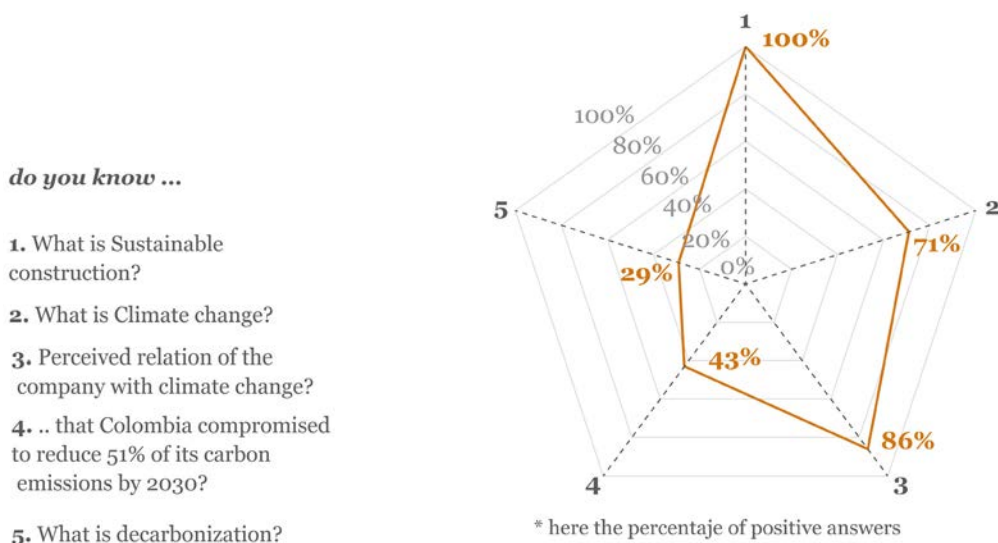 do you know ...
1. What is Sustainable
construction?
2. What is Climate change?
3. Perceived relation of the
company with climate change?
4. .. that Colombia compromised
to reduce 51% of its carbon
emissions by 2030?
5. What is decarbonization?
1
100%
100%
80%
60%
40%
20%
0%
5
2
71%
29%
43%
86%
4
3
* here the percentaje of positive answers